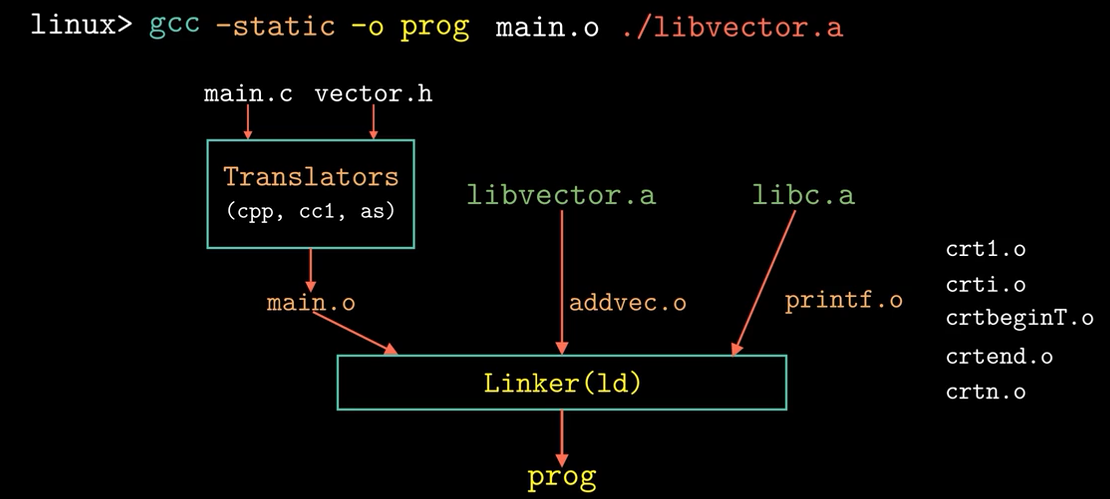 linux> gcc -static -o prog main.o ./libvector.a
main.c vector.h
Translators
(cpp, cc1, as)
libvector.a
libc.a
main.o
addvec.o
printf.o
crt1.o
crti.o
crtbeginT.o
crtend.o
crtn.o
Linker(ld)
prog